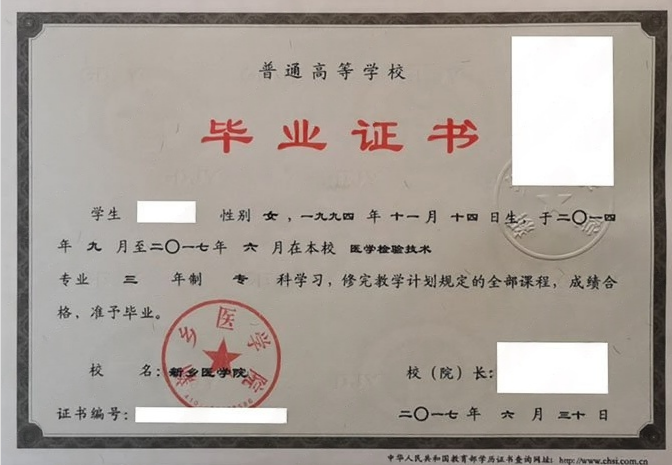 普通高等学校
毕业证书
学生 性别 女，一九九四 年 十一 月 十四 日生，于二〇一四
年 九 月至二〇一七年 六 月在本校 医学检验技术
专业 三 年制 专 科学习，修完教学计划规定的全部课程，成绩合
格、准予毕业。
新乡医学院
校 名：新乡医学院 校（院）长：
证书编号： 二〇一七年 六 月 三十 日
中华人民共和国教育部学历证书查询网址：http://www.chsi.com.cn